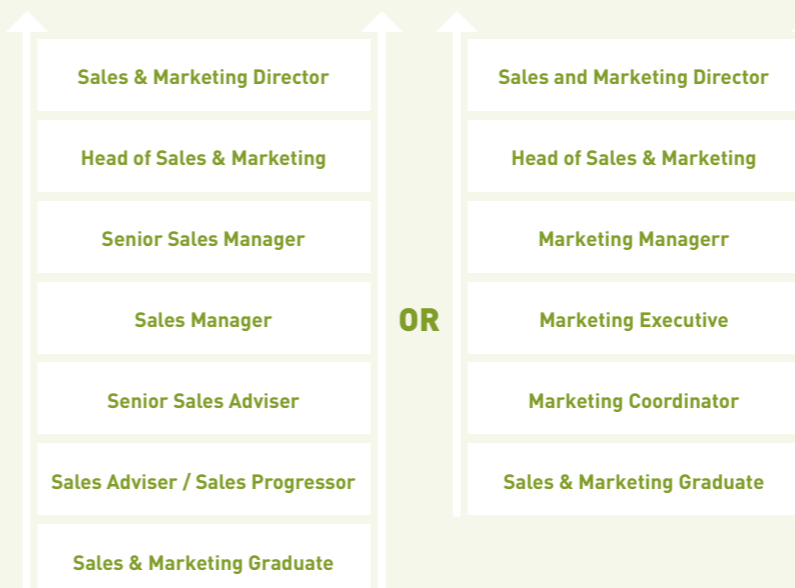 Sales & Marketing Director
Head of Sales & Marketing
Senior Sales Manager
Sales Manager
Senior Sales Adviser
Sales Adviser / Sales Progressor
Sales & Marketing Graduate
OR
Sales and Marketing Director
Head of Sales & Marketing
Marketing Managerr
Marketing Executive
Marketing Coordinator
Sales & Marketing Graduate